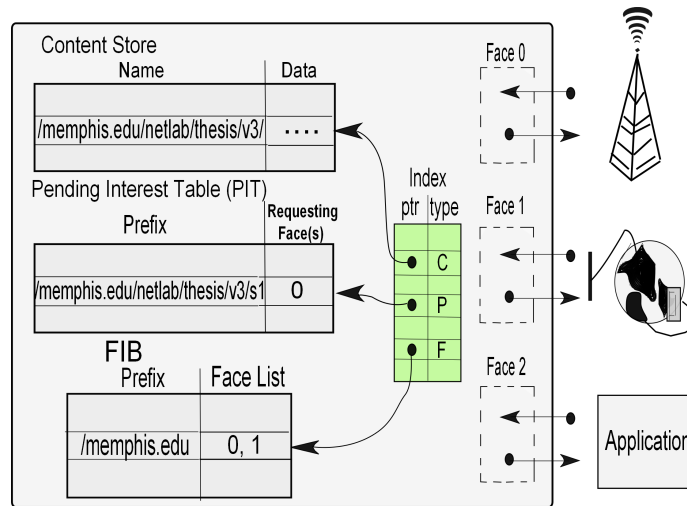 Content Store
Name Data
/memphis.edu/netlab/thesis/v3/ ....
Pending Interest Table (PIT)
Prefix Requesting Face(s)
/memphis.edu/netlab/thesis/v3/s1 0
FIB
Prefix Face List
/memphis.edu 0, 1
Index
ptr type
C
P
F
Face 0
Face 1
Face 2
Application